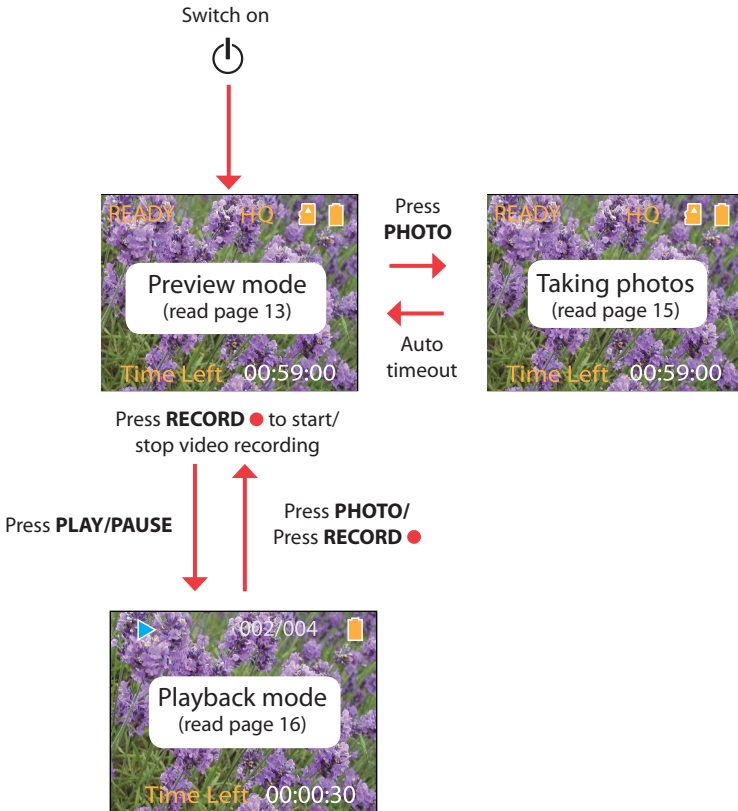 Switch on
READY HQ
Preview mode
(read page 13)
Time Left 00:59:00
Press
PHOTO
Auto
timeout
READY HQ
Taking photos
(read page 15)
Time Left 00:59:00
Press RECORD ● to start/
stop video recording
Press PLAY/PAUSE
Press PHOTO/
Press RECORD ●
002/004
Playback mode
(read page 16)
Time Left 00:00:30